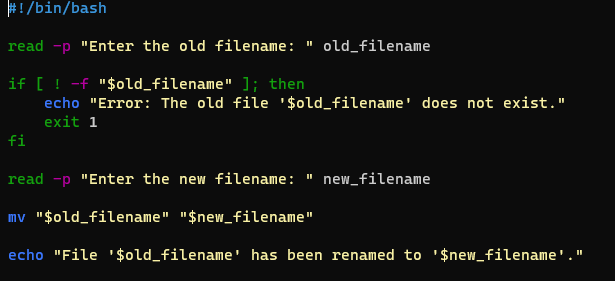 #!/bin/bash
read -p "Enter the old filename: " old_filename
if [ ! -f "$old_filename" ]; then
    echo "Error: The old file '$old_filename' does not exist."
    exit 1
fi
read -p "Enter the new filename: " new_filename
mv "$old_filename" "$new_filename"
echo "File '$old_filename' has been renamed to '$new_filename'."